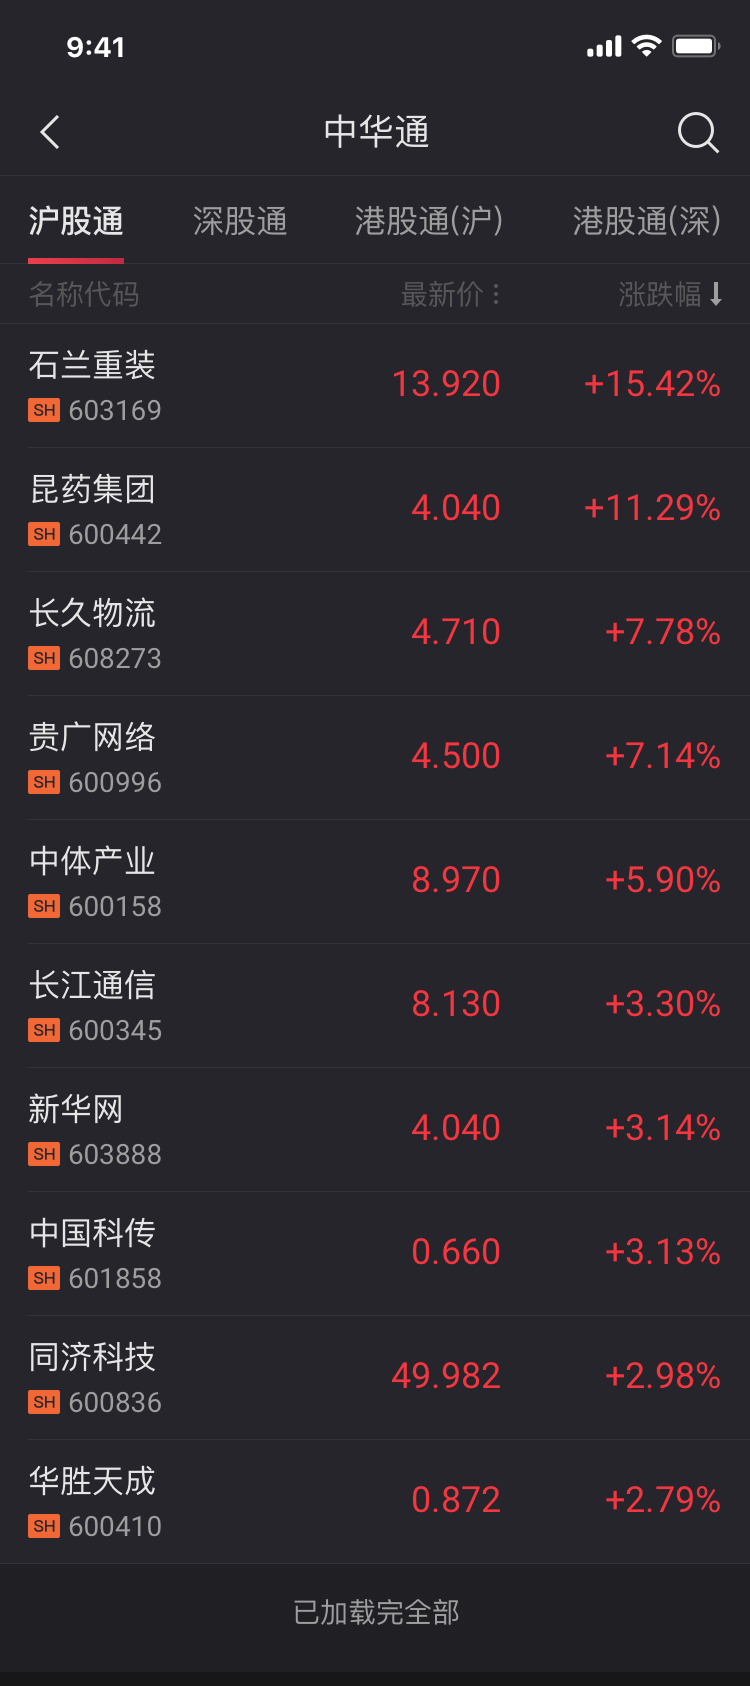 9:41
中华通
沪股通 深股通 港股通(沪) 港股通(深)
名称代码 最新价 涨跌幅
石兰重装
13.920 +15.42%
SH 603169
昆药集团
4.040 +11.29%
SH 600442
长久物流
4.710 +7.78%
SH 608273
贵广网络
4.500 +7.14%
SH 600996
中体产业
8.970 +5.90%
SH 600158
长江通信
8.130 +3.30%
SH 600345
新华网
4.040 +3.14%
SH 603888
中国科传
0.660 +3.13%
SH 601858
同济科技
49.982 +2.98%
SH 600836
华胜天成
0.872 +2.79%
SH 600410
已加载完全部